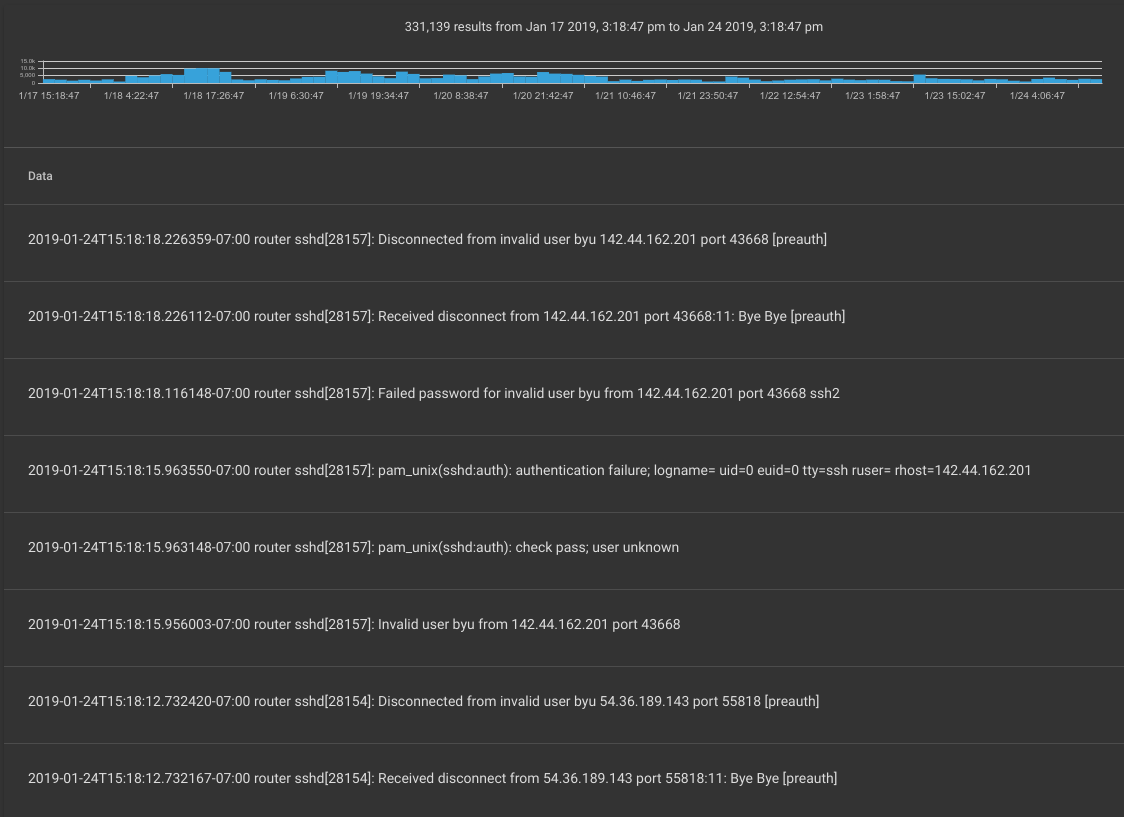 331,139 results from Jan 17 2019, 3:18:47 pm to Jan 24 2019, 3:18:47 pm
15.0k
10.0k
5,000
0
1/17 15:18:47 1/18 4:22:47 1/18 17:26:47 1/19 6:30:47 1/19 19:34:47 1/20 8:38:47 1/20 21:42:47 1/21 10:46:47 1/21 23:50:47 1/22 12:54:47 1/23 1:58:47 1/23 15:02:47 1/24 4:06:47
Data
2019-01-24T15:18:18.226359-07:00 router sshd[28157]: Disconnected from invalid user byu 142.44.162.201 port 43668 [preauth]
2019-01-24T15:18:18.226112-07:00 router sshd[28157]: Received disconnect from 142.44.162.201 port 43668:11: Bye Bye [preauth]
2019-01-24T15:18:18.116148-07:00 router sshd[28157]: Failed password for invalid user byu from 142.44.162.201 port 43668 ssh2
2019-01-24T15:18:15.963550-07:00 router sshd[28157]: pam_unix(sshd:auth): authentication failure; logname= uid=0 euid=0 tty=ssh ruser= rhost=142.44.162.201
2019-01-24T15:18:15.963148-07:00 router sshd[28157]: pam_unix(sshd:auth): check pass; user unknown
2019-01-24T15:18:15.956003-07:00 router sshd[28157]: Invalid user byu from 142.44.162.201 port 43668
2019-01-24T15:18:12.732420-07:00 router sshd[28154]: Disconnected from invalid user byu 54.36.189.143 port 55818 [preauth]
2019-01-24T15:18:12.732167-07:00 router sshd[28154]: Received disconnect from 54.36.189.143 port 55818:11: Bye Bye [preauth]